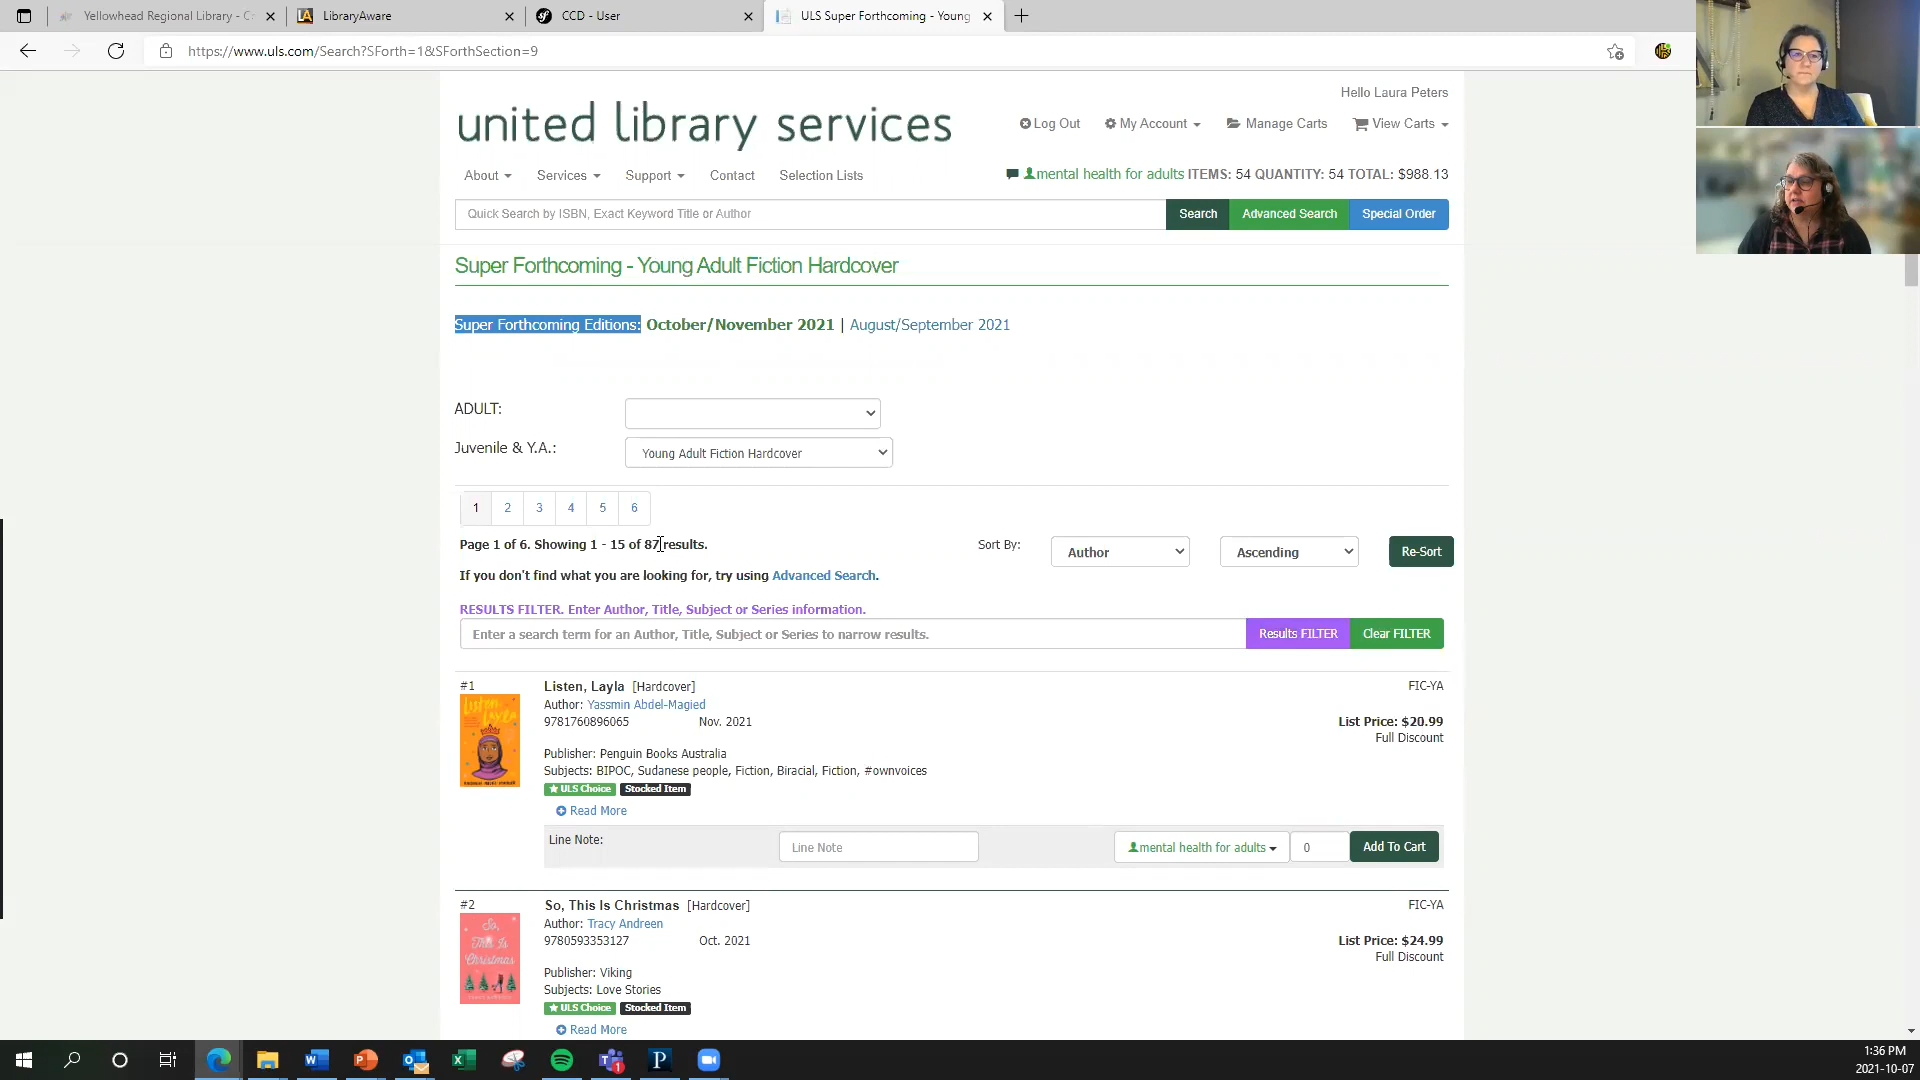 Yellowhead Regional Library - C
LibraryAware
CCD - User
ULS Super Forthcoming - Young
https://www.uls.com/Search?SForth=1&SForthSection=9
Hello Laura Peters
united library services
Log Out
My Account
Manage Carts
View Carts
About
Services
Support
Contact
Selection Lists
mental health for adults ITEMS: 54 QUANTITY: 54 TOTAL: $988.13
Quick Search by ISBN, Exact Keyword Title or Author
Search
Advanced Search
Special Order
Super Forthcoming - Young Adult Fiction Hardcover
Super Forthcoming Editions: October/November 2021 | August/September 2021
ADULT:
Juvenile & Y.A.:
Young Adult Fiction Hardcover
1 2 3 4 5 6
Page 1 of 6. Showing 1 - 15 of 87 results.
Sort By:
Author
Ascending
Re-Sort
If you don't find what you are looking for, try using Advanced Search.
RESULTS FILTER. Enter Author, Title, Subject or Series information.
Enter a search term for an Author, Title, Subject or Series to narrow results.
Results FILTER
Clear FILTER
#1
Listen, Layla [Hardcover]
FIC-YA
Author: Yassmin Abdel-Magied
9781760896065 Nov. 2021
List Price: $20.99
Full Discount
Publisher: Penguin Books Australia
Subjects: BIPOC, Sudanese people, Fiction, Biracial, Fiction, #ownvoices
ULS Choice
Stocked Item
Read More
Listen
Layla
Line Note:
Line Note
mental health for adults
0
Add To Cart
#2
So, This Is Christmas [Hardcover]
FIC-YA
Author: Tracy Andreen
9780593353127 Oct. 2021
List Price: $24.99
Full Discount
Publisher: Viking
Subjects: Love Stories
ULS Choice
Stocked Item
Read More
So,
This Is
Christmas
1:36 PM
2021-10-07